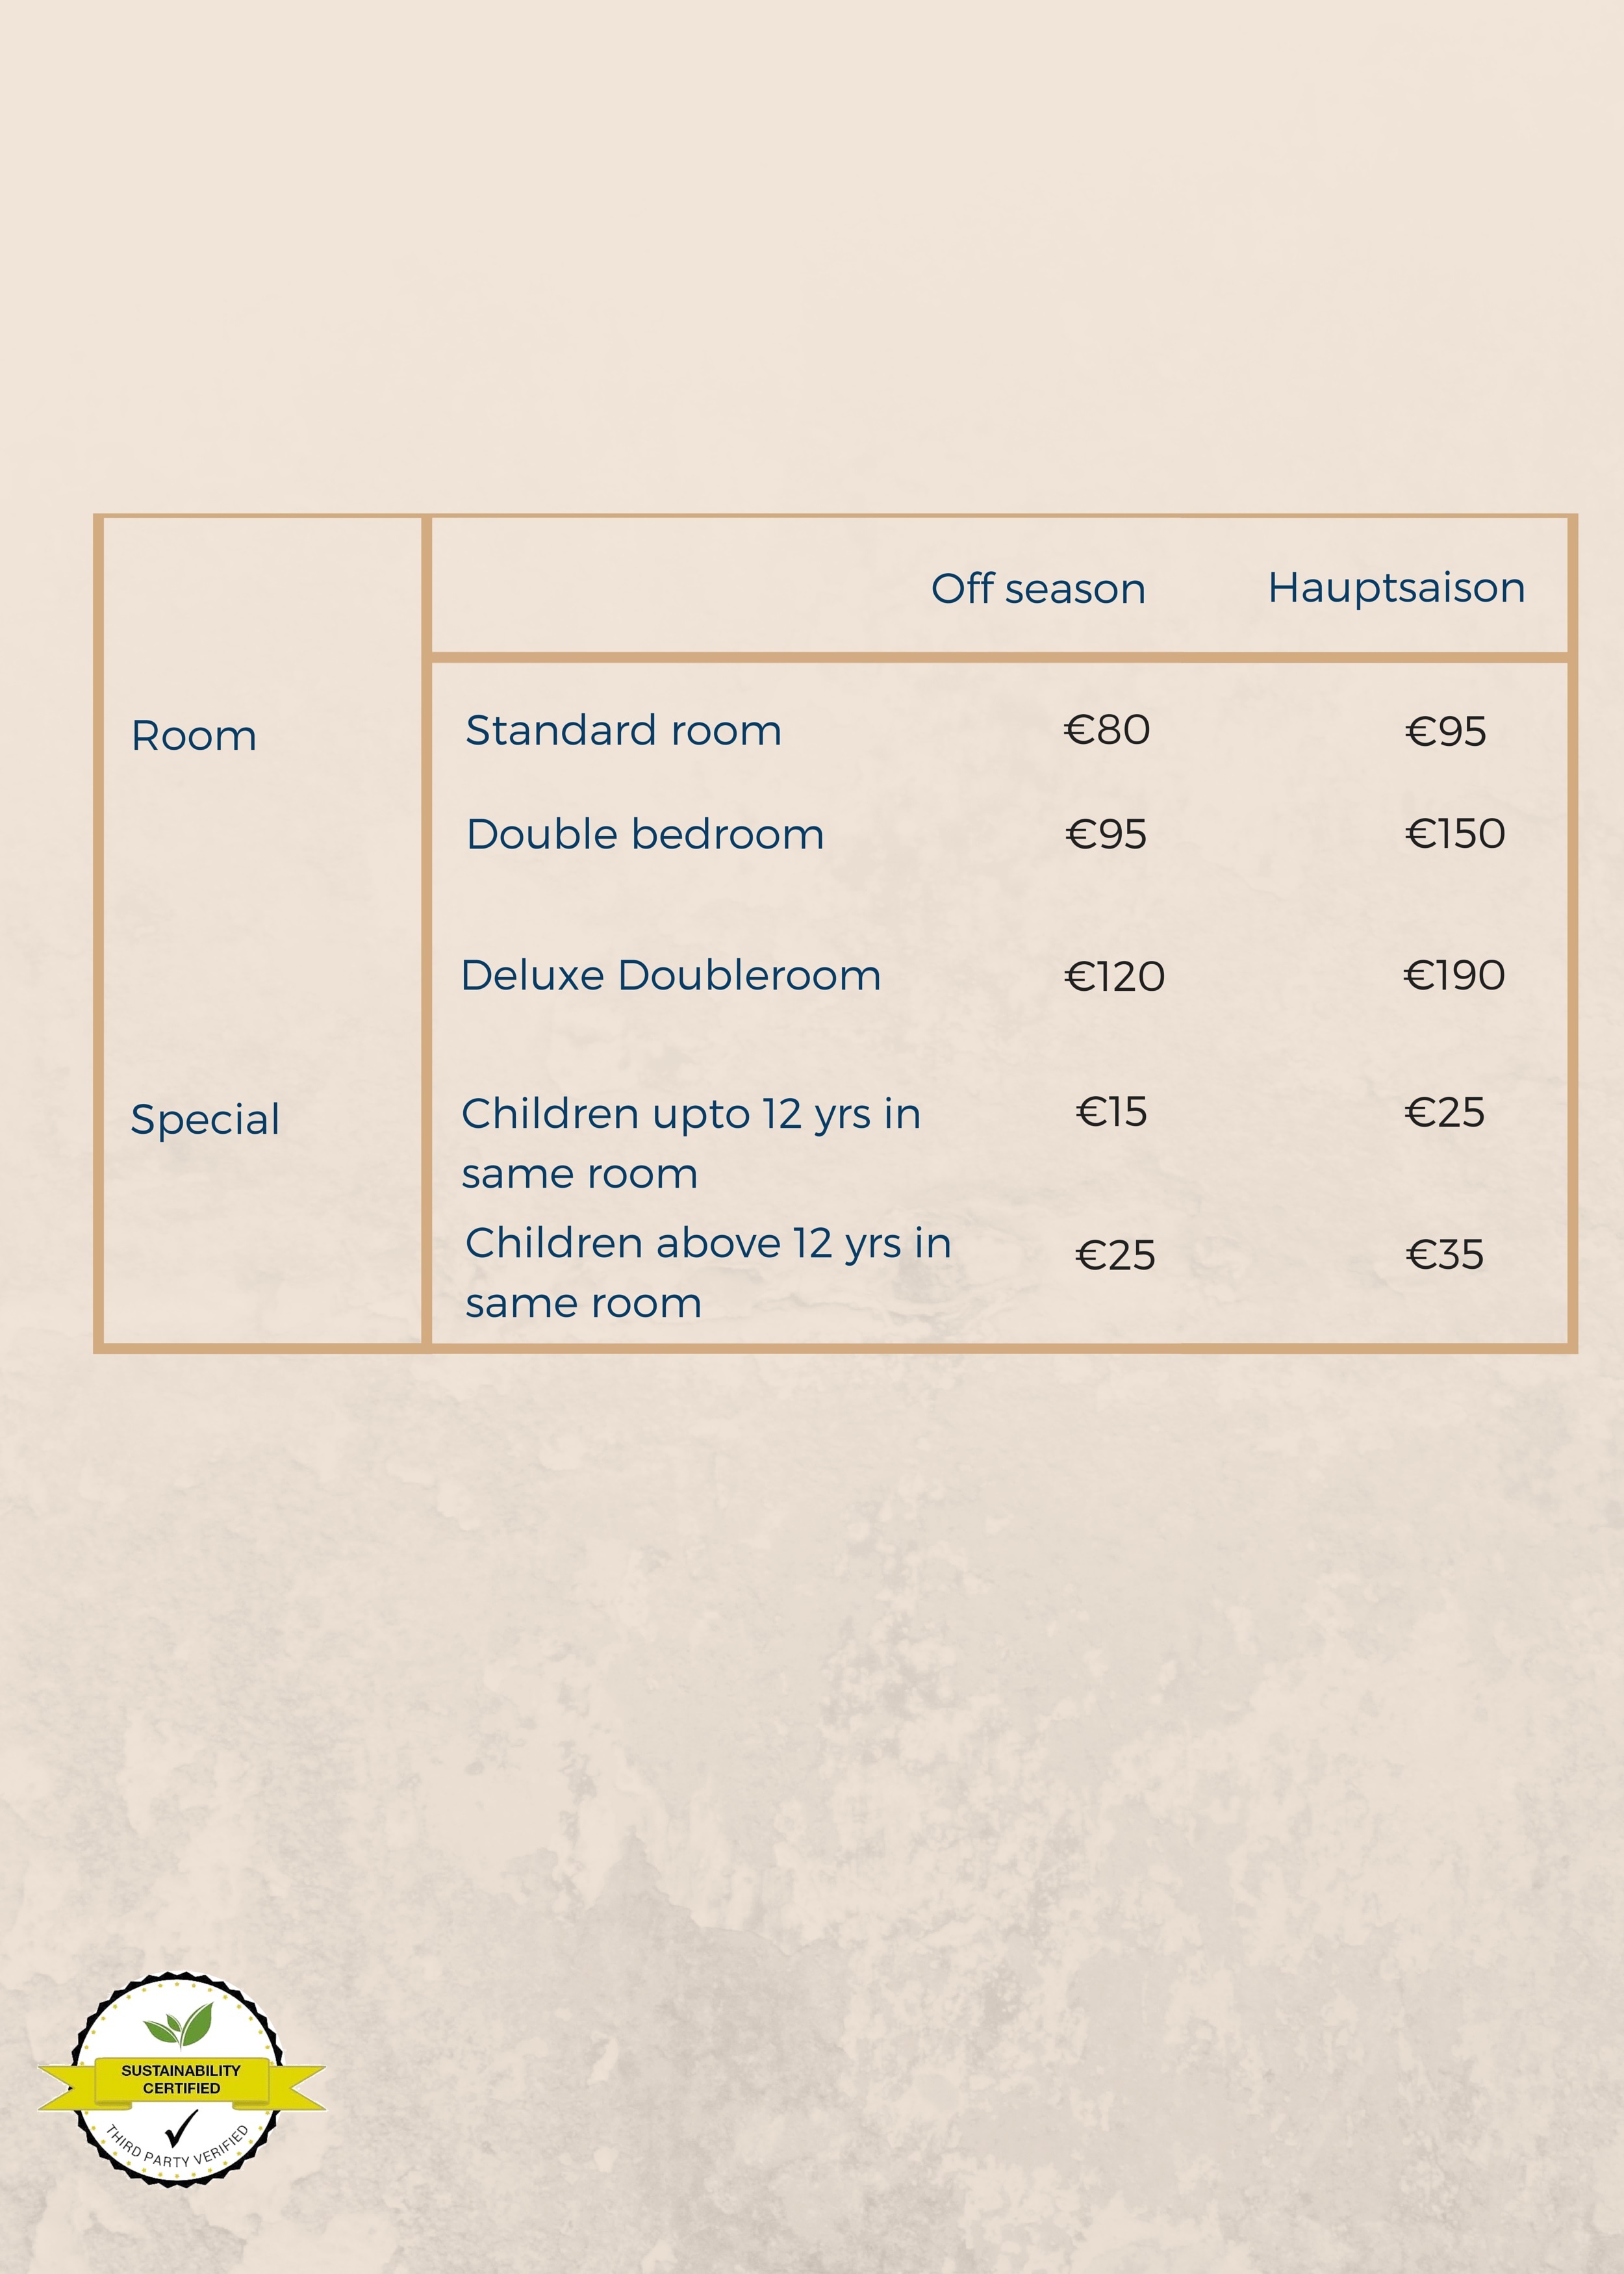 Off season Hauptsaison
Room Standard room €80 €95
Double bedroom €95 €150
Deluxe Doubleroom €120 €190
Special Children upto 12 yrs in €15 €25
same room
Children above 12 yrs in €25 €35
same room
SUSTAINABILITY
CERTIFIED
THIRD PARTY VERIFIED